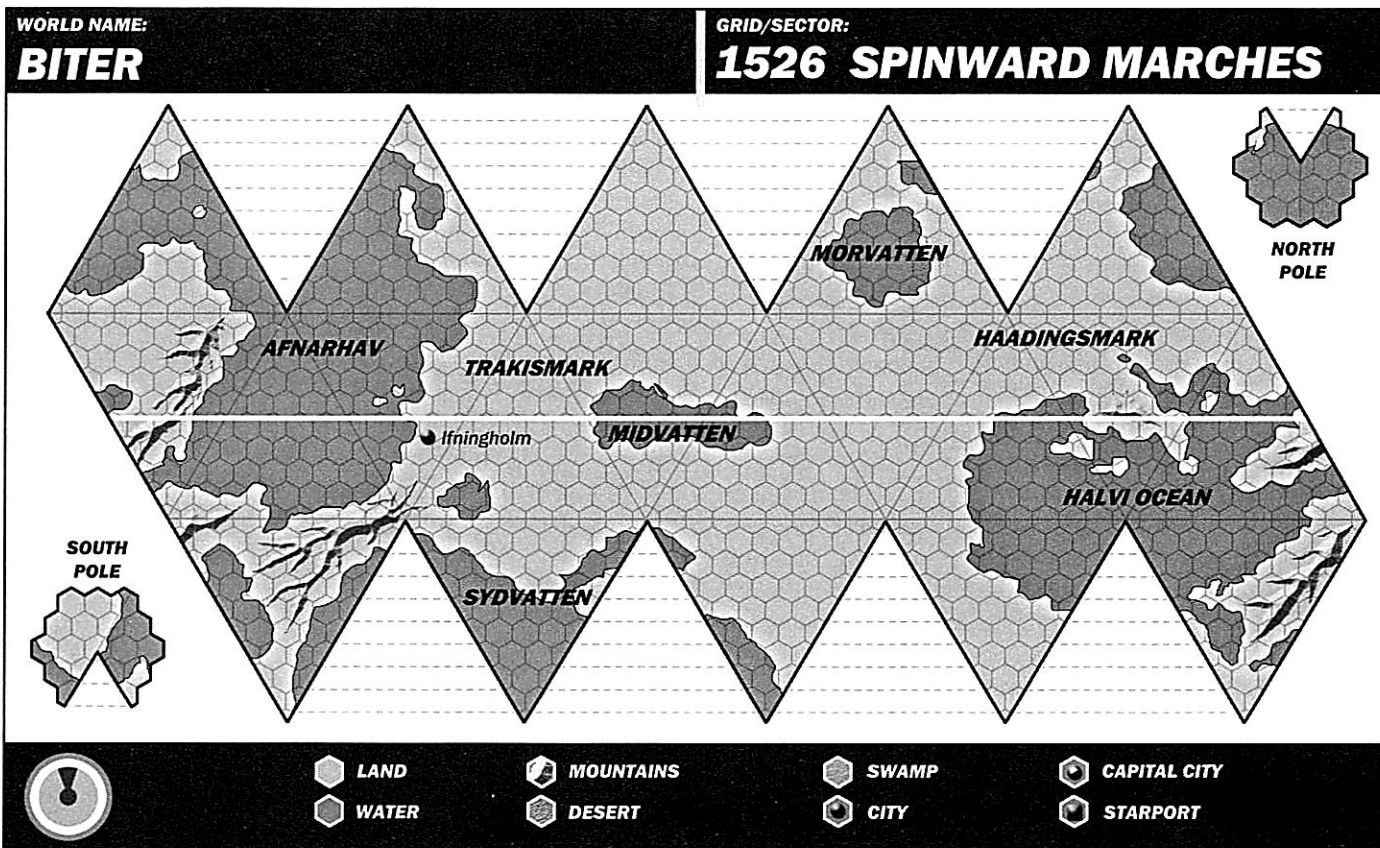 WORLD NAME:
BITER
GRID/SECTOR:
1526 SPINWARD MARCHES
NORTH
POLE
MORVATTEN
AFNARHAV
TRAKISMARK
HAADINGSMARK
Ifningholm
MIDVATTEN
HALVI OCEAN
SOUTH
POLE
SYDVATTEN
LAND
MOUNTAINS
SWAMP
CAPITAL CITY
WATER
DESERT
CITY
STARPORT